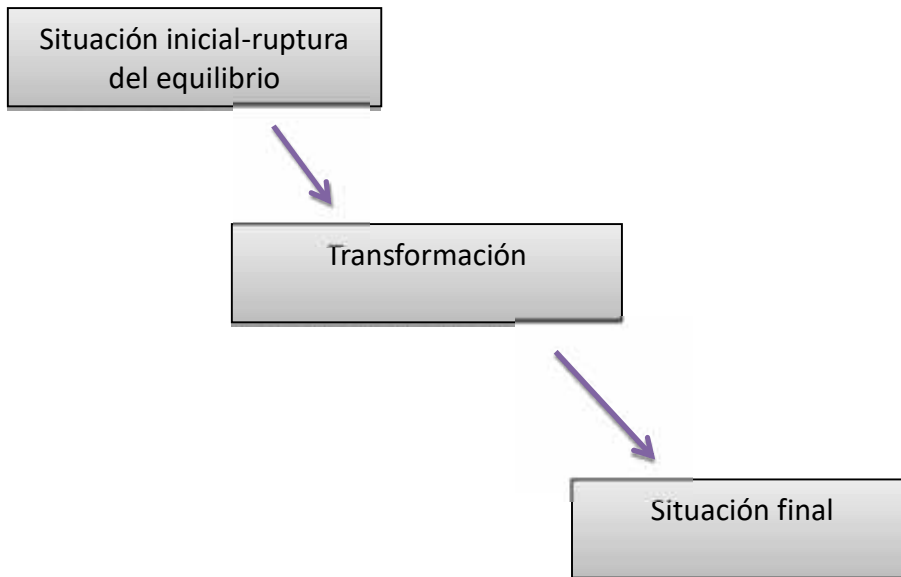 Situación inicial-ruptura
del equilibrio
Transformación
Situación final